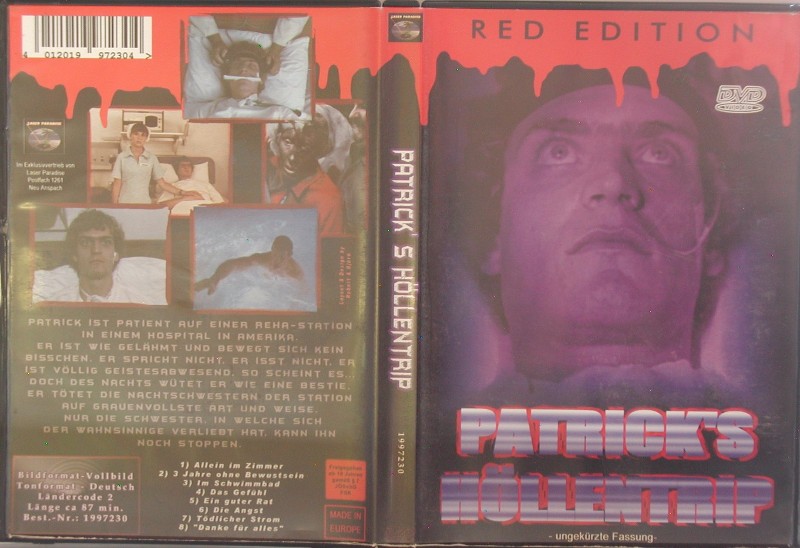 4 012019 972304 >
LASER PARADISE
Im Exklusivvertrieb von
Laser Paradise
Postfach 1261
Neu Anspach
PATRICK IST PATIENT AUF EINER REHA-STATION
IN EINEM HOSPITAL IN AMERIKA.
ER IST WIE GELÄHMT UND BEWEGT SICH KEIN
BISSCHEN. ER SPRICHT NICHT. ER ISST NICHT. ER
IST VÖLLIG GEISTESABWESEND, SO SCHEINT ES...
DOCH DES NACHTS WÜTET ER WIE EINE BESTIE.
ER TÖTET DIE NACHTSCHWESTERN DER STATION
AUF GRAUENVOLLSTE ART UND WEISE.
NUR DIE SCHWESTER, IN WELCHE SICH
DER WAHNSINNIGE VERLIEBT HAT, KANN IHN
NOCH STOPPEN.
Bildformat-Vollbild
Tonformat - Deutsch
Ländercode 2
Länge ca 87 min.
Best.-Nr.: 1997230
1) Allein im Zimmer
2) 3 Jahre ohne Bewustsein
3) Im Schwimmbad
4) Das Gefühl
5) Ein guter Rat
6) Die Angst
7) Tödlicher Strom
8) "Danke für alles"
MADE IN
EUROPE
LASER PARADISE
PATRICK´S HÖLLENTRIP
1997230
RED EDITION
DVD
VIDEO
PATRICK'S
HÖLLENTRIP
- ungekürzte Fassung-